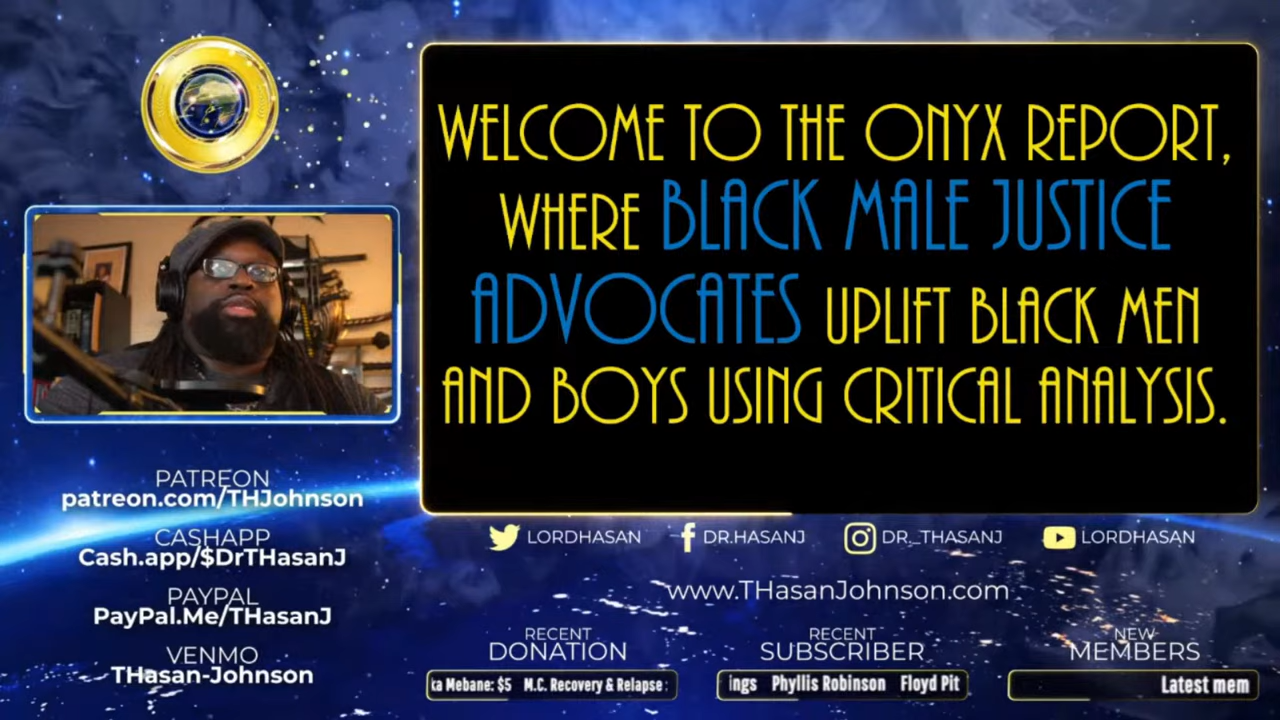 WELCOME TO THE ONYX REPORT,
WHERE BLACK MALE JUSTICE
ADVOCATES UPLIFT BLACK MEN
AND BOYS USING CRITICAL ANALYSIS.
PATREON
patreon.com/THJohnson
CASHAPP
Cash.app/$DrTHasanJ
PAYPAL
PayPal.Me/THasanJ
VENMO
THasan-Johnson
LORDHASAN DR.HASANJ DR._THASANJ LORDHASAN
www.THasanJohnson.com
RECENT
DONATION
ka Mebane: $5 M.C. Recovery & Relapse :
RECENT
SUBSCRIBER
ings Phyllis Robinson Floyd Pit
NEW
MEMBERS
Latest mem